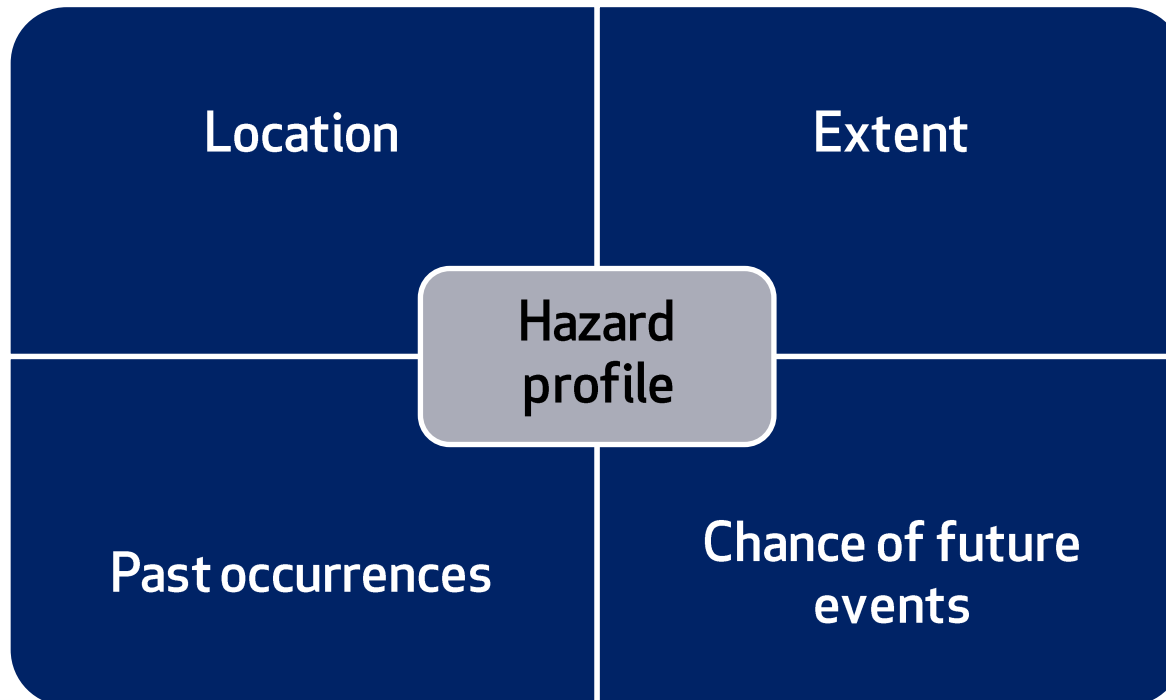 Location
Extent
Hazard
profile
Past occurrences
Chance of future
events